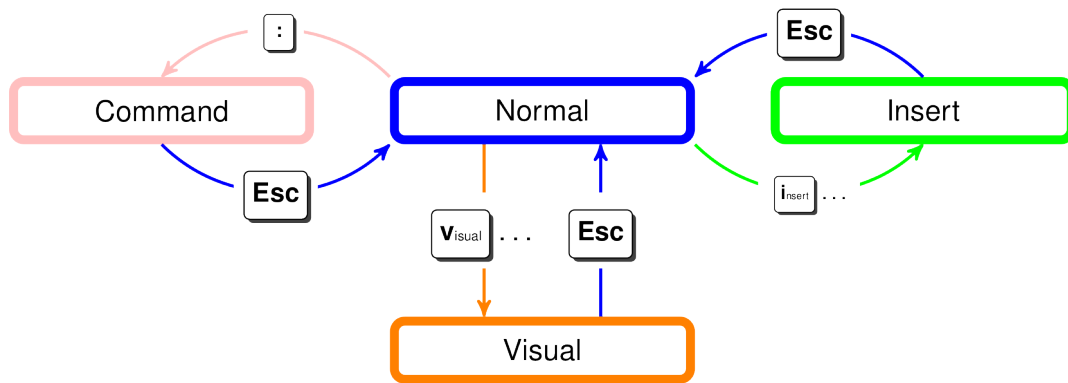 :
Esc
Command
Normal
Insert
Esc
insert ...
visual ...
Esc
Visual